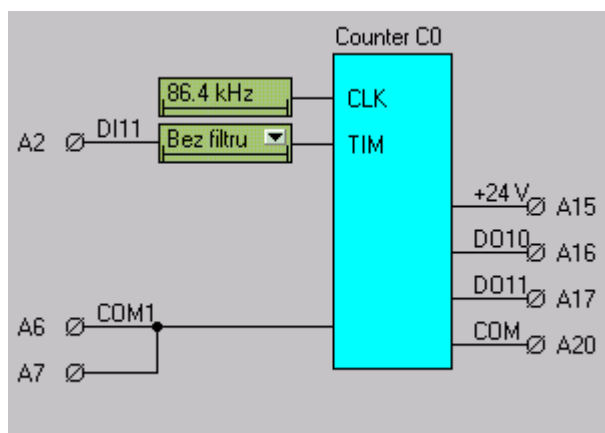 Counter C0
86.4 kHz
CLK
A2 DI11 Bez filtru TIM
+24 V A15
DO10 A16
DO11 A17
A6 COM1
COM A20
A7